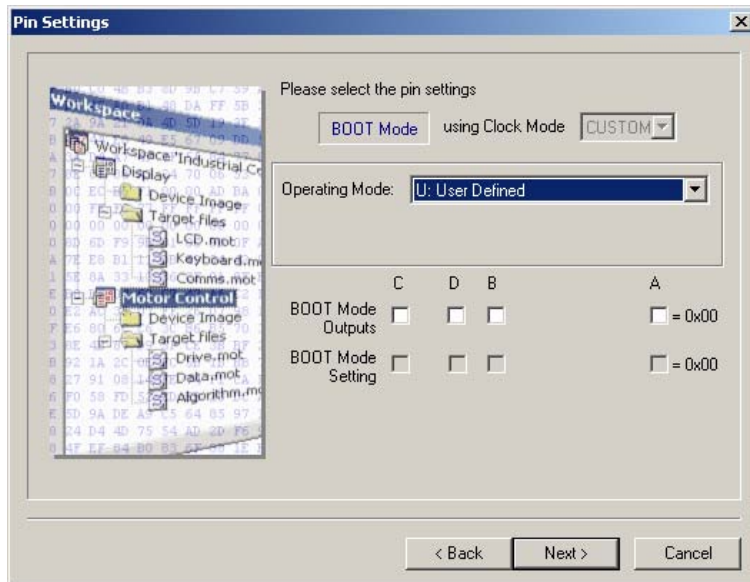 Pin Settings
Please select the pin settings
BOOT Mode using Clock Mode CUSTOM
Operating Mode: U: User Defined
C D B A
BOOT Mode
Outputs = 0x00
BOOT Mode
Setting = 0x00
Workspace
Workspace 'Industrial Co
Display
Device Image
Target files
LCD.mot
Keyboard.m
Comms.mot
Motor Control
Device Image
Target files
Drive.mot
Data.mot
Algorithm.mo
< Back Next > Cancel